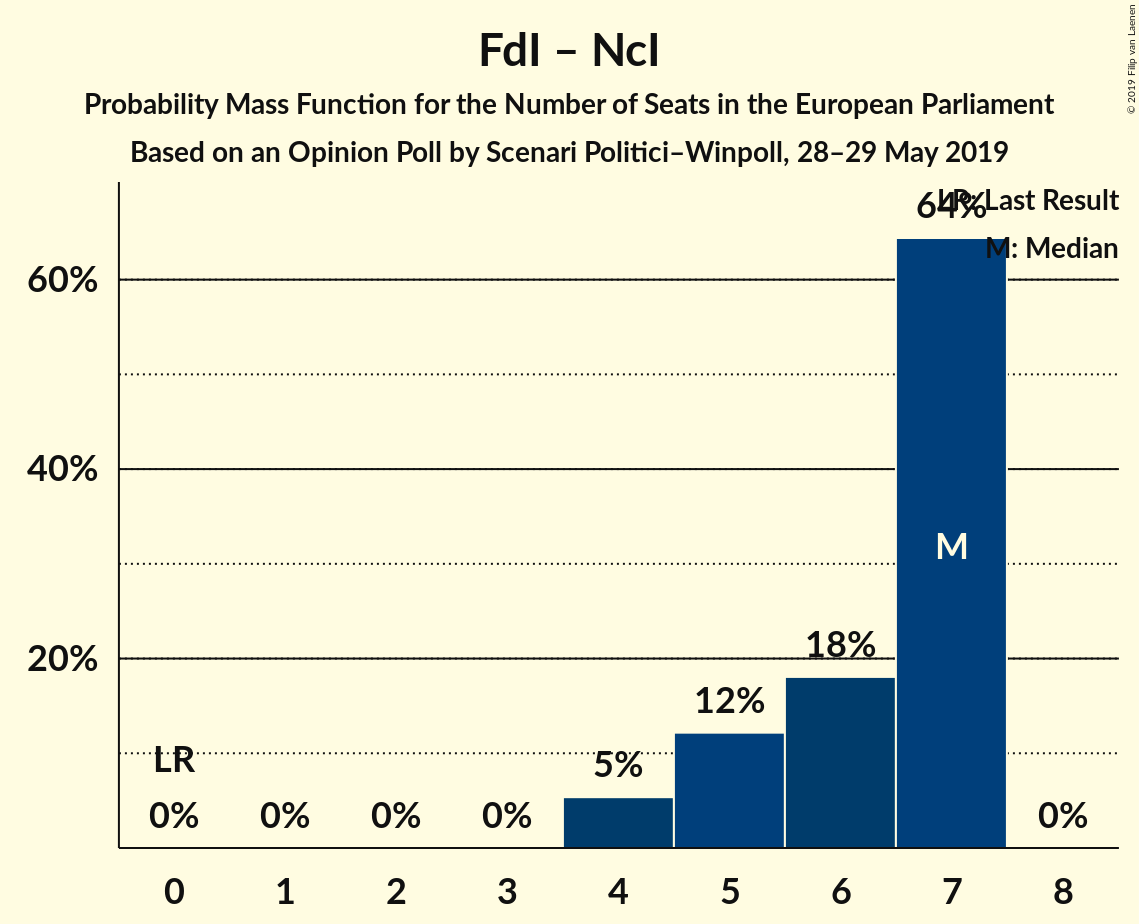 FdI – NcI
Probability Mass Function for the Number of Seats in the European Parliament
Based on an Opinion Poll by Scenari Politici–Winpoll, 28–29 May 2019
© 2019 Filip van Laenen
LR: Last Result
M: Median
60%
40%
20%
LR
0%
0%
0%
0%
5%
12%
18%
64%
M
0%
0 1 2 3 4 5 6 7 8